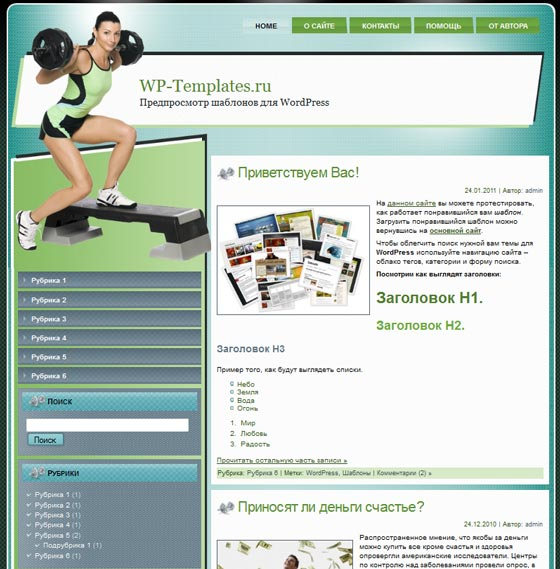 HOME
О САЙТЕ
КОНТАКТЫ
ПОМОЩЬ
ОТ АВТОРА
WP-Templates.ru
Предпросмотр шаблонов для WordPress
Рубрика 1
Рубрика 2
Рубрика 3
Рубрика 4
Рубрика 5
Рубрика 6
Поиск
Поиск
Рубрики
Рубрика 1 (1)
Рубрика 2 (1)
Рубрика 3 (1)
Рубрика 4 (1)
Рубрика 5 (2)
Подрубрика 1 (1)
Рубрика 6 (1)
Приветствуем Вас!
24.01.2011 | Автор: admin
На данном сайте вы можете протестировать,
как работает понравившийся вам шаблон.
Загрузить понравившийся шаблон можно
вернувшись на основной сайт.
Чтобы облегчить поиск нужной вам темы для
WordPress используйте навигацию сайта –
облако тегов, категории и форму поиска.
Посмотрим как выглядят заголовки:
Заголовок H1.
Заголовок H2.
Заголовок H3
Пример того, как будут выглядеть списки.
Небо
Земля
Вода
Огонь
1. Мир
2. Любовь
3. Радость
Прочитать остальную часть записи »
Рубрика: Рубрика 6 | Метки: WordPress, Шаблоны | Комментарии (2) »
Приносят ли деньги счастье?
24.12.2010 | Автор: admin
Распространенное мнение, что якобы за деньги
можно купить все кроме счастья и здоровья
опровергли американские исследователи. Центры
по контролю над заболеваниями провели опрос, в